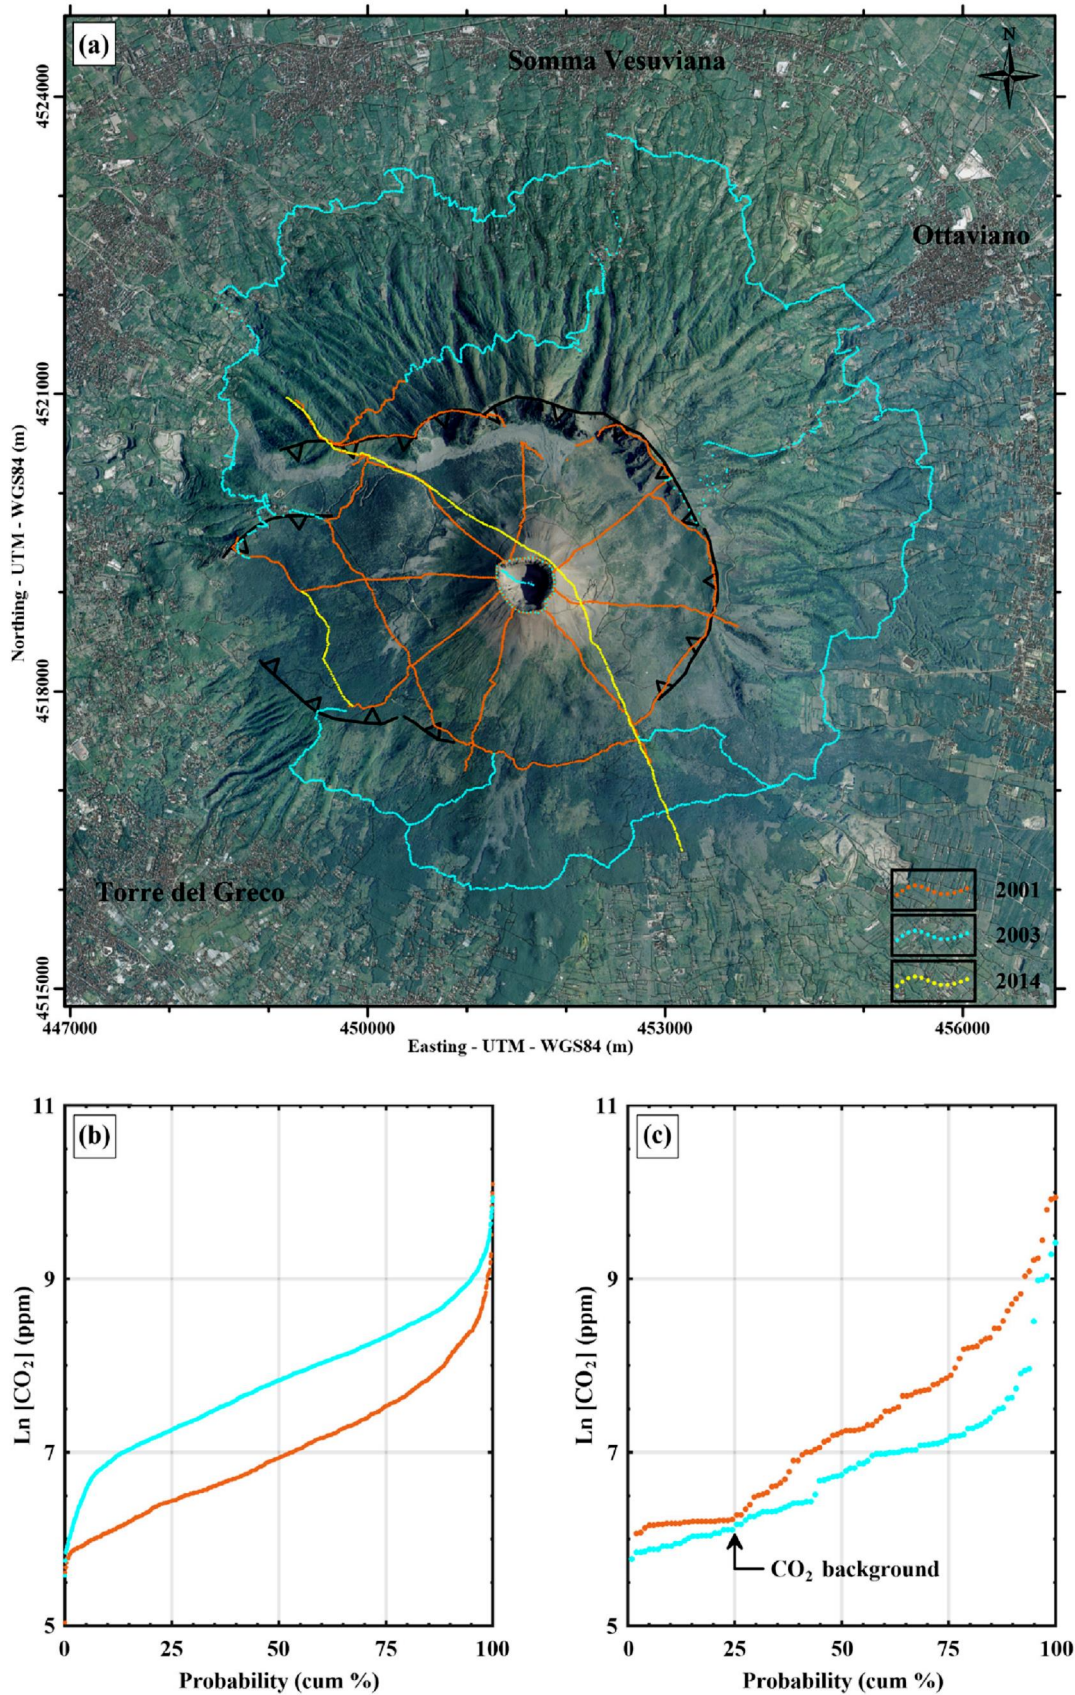 (a)
N
Somma Vesuviana
Ottaviano
Torre del Greco
2001
2003
2014
4524000
4521000
4518000
4515000
Northing - UTM - WGS84 (m)
447000
450000
453000
456000
Easting - UTM - WGS84 (m)
(b)
11
9
7
5
Ln [CO₂] (ppm)
0
25
50
75
100
Probability (cum %)
(c)
11
9
7
5
Ln [CO₂] (ppm)
CO₂ background
0
25
50
75
100
Probability (cum %)